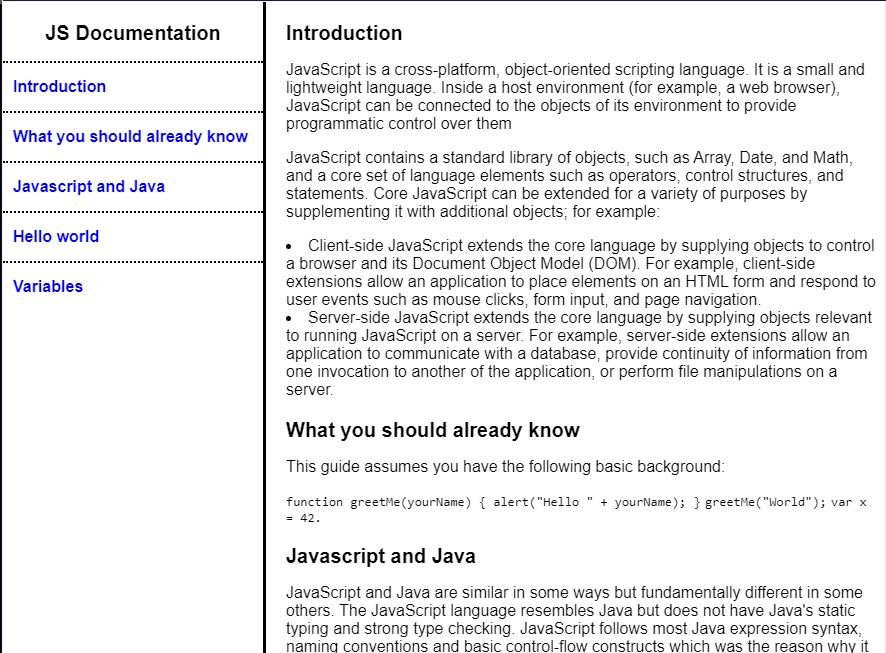 JS Documentation
Introduction
What you should already know
Javascript and Java
Hello world
Variables
Introduction
JavaScript is a cross-platform, object-oriented scripting language. It is a small and
lightweight language. Inside a host environment (for example, a web browser),
JavaScript can be connected to the objects of its environment to provide
programmatic control over them
JavaScript contains a standard library of objects, such as Array, Date, and Math,
and a core set of language elements such as operators, control structures, and
statements. Core JavaScript can be extended for a variety of purposes by
supplementing it with additional objects; for example:
• Client-side JavaScript extends the core language by supplying objects to control
a browser and its Document Object Model (DOM). For example, client-side
extensions allow an application to place elements on an HTML form and respond to
user events such as mouse clicks, form input, and page navigation.
• Server-side JavaScript extends the core language by supplying objects relevant
to running JavaScript on a server. For example, server-side extensions allow an
application to communicate with a database, provide continuity of information from
one invocation to another of the application, or perform file manipulations on a
server.
What you should already know
This guide assumes you have the following basic background:
function greetMe(yourName) { alert("Hello " + yourName); } greetMe("World"); var x
= 42.
Javascript and Java
JavaScript and Java are similar in some ways but fundamentally different in some
others. The JavaScript language resembles Java but does not have Java's static
typing and strong type checking. JavaScript follows most Java expression syntax,
naming conventions and basic control-flow constructs which was the reason why it